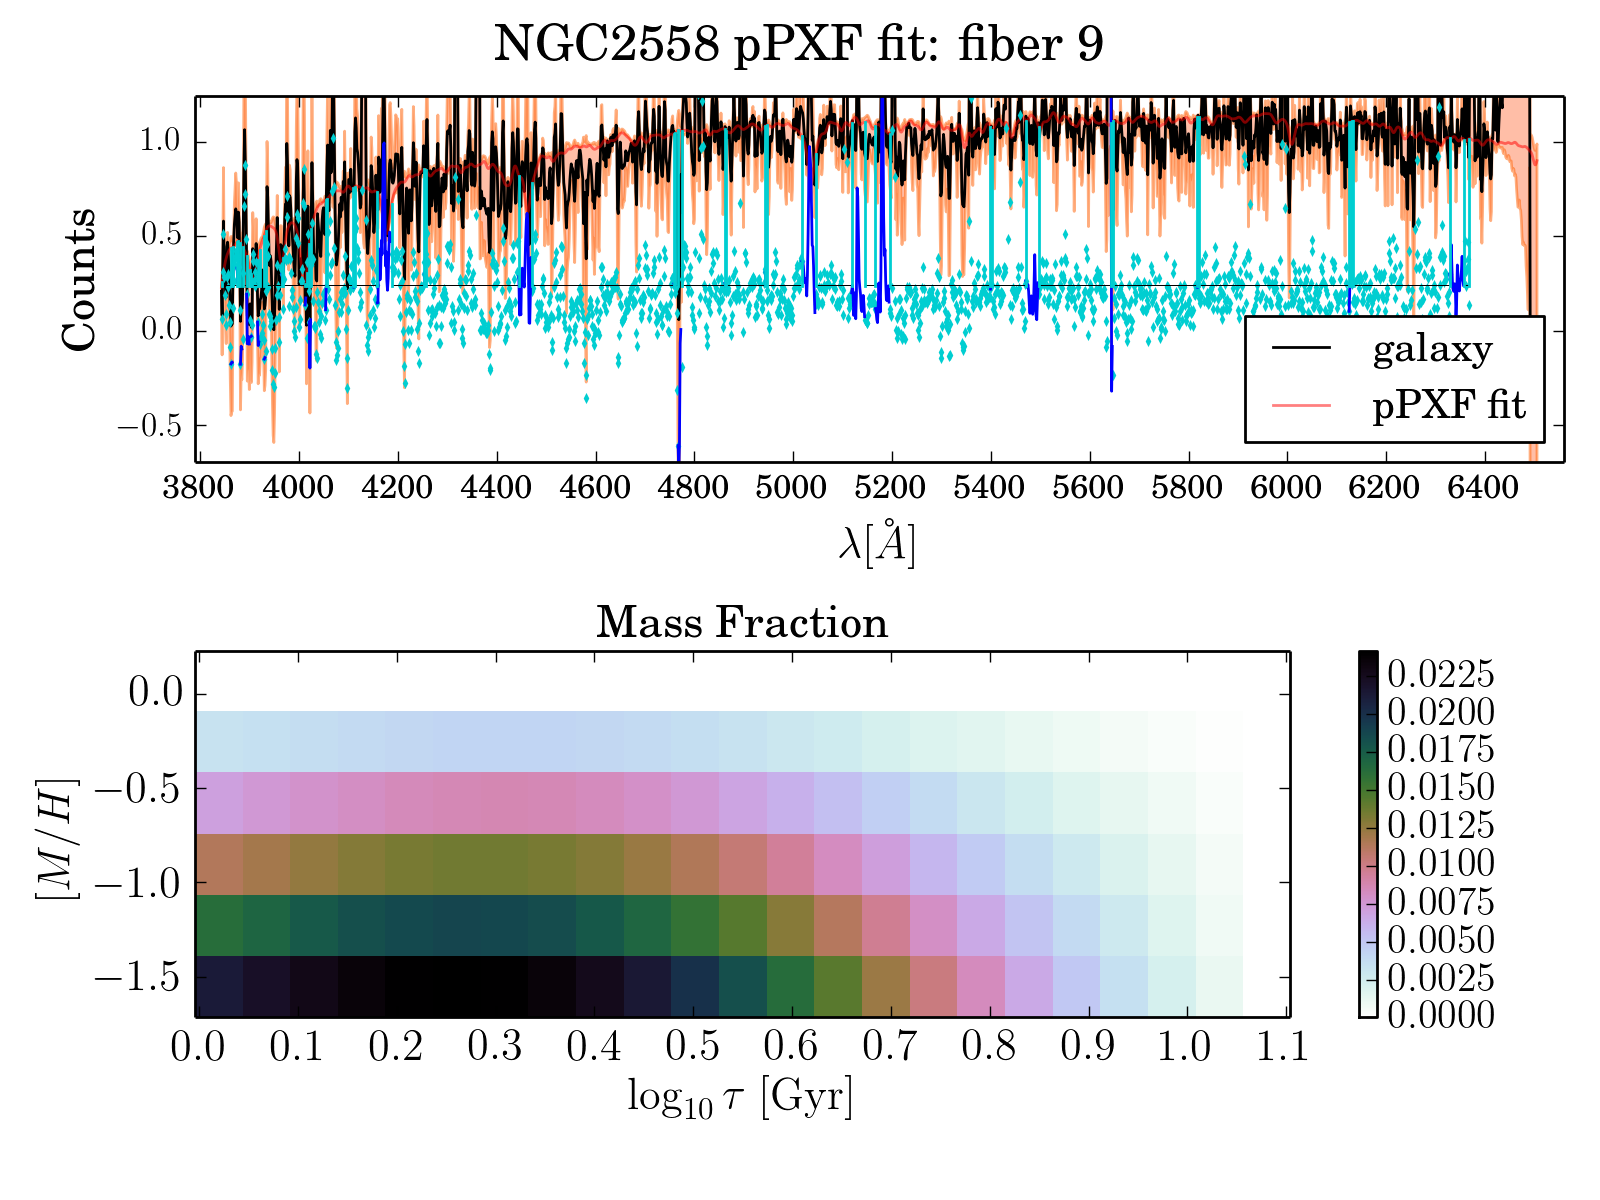 NGC2558 pPXF fit: fiber 9
1.0
0.5
0.0
−0.5
Counts
galaxy
pPXF fit
3800 4000 4200 4400 4600 4800 5000 5200 5400 5600 5800 6000 6200 6400
λ[Å]
Mass Fraction
0.0
−0.5
−1.0
−1.5
[M/H]
0.0 0.1 0.2 0.3 0.4 0.5 0.6 0.7 0.8 0.9 1.0 1.1
log₁₀ τ [Gyr]
0.0225
0.0200
0.0175
0.0150
0.0125
0.0100
0.0075
0.0050
0.0025
0.0000